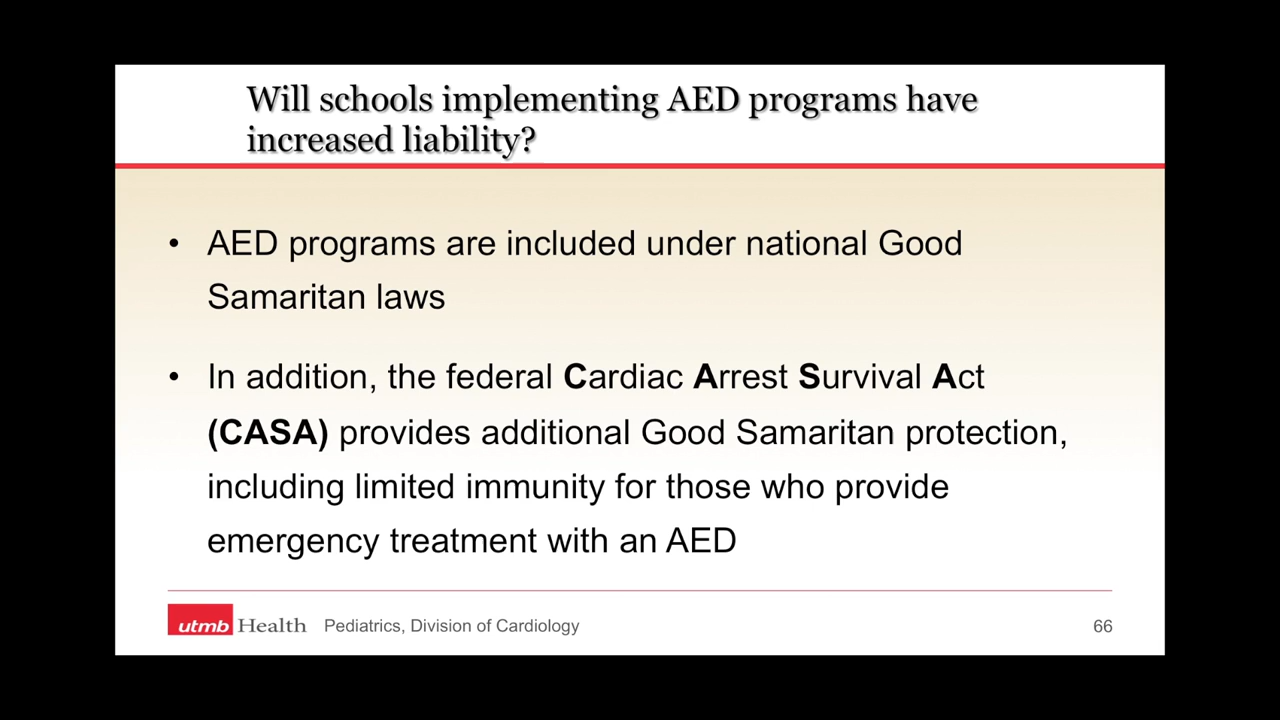 Will schools implementing AED programs have
increased liability?
• AED programs are included under national Good
Samaritan laws
• In addition, the federal Cardiac Arrest Survival Act
(CASA) provides additional Good Samaritan protection,
including limited immunity for those who provide
emergency treatment with an AED
utmb Health Pediatrics, Division of Cardiology 66